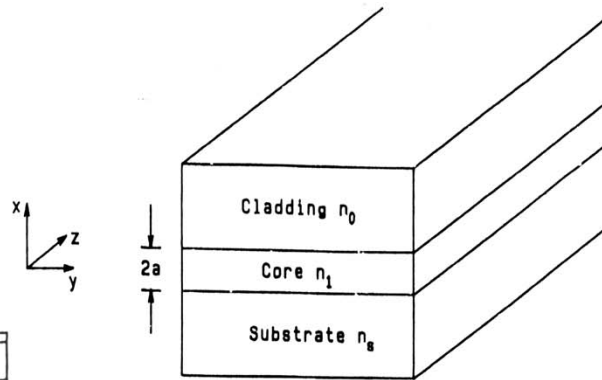 Cladding n₀
x
z
2a
Core n₁
y
Substrate nₛ